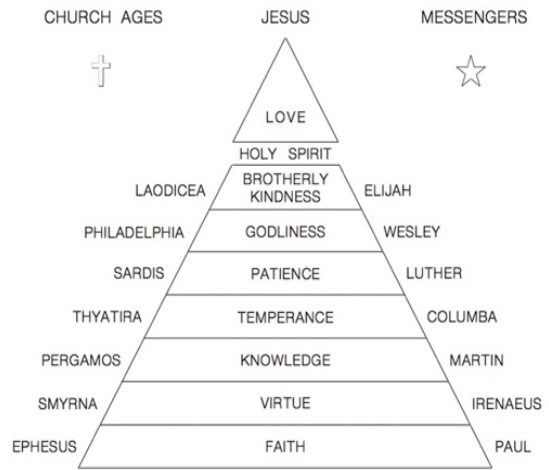 CHURCH AGES JESUS MESSENGERS
LOVE
HOLY SPIRIT
LAODICEA BROTHERLY KINDNESS ELIJAH
PHILADELPHIA GODLINESS WESLEY
SARDIS PATIENCE LUTHER
THYATIRA TEMPERANCE COLUMBA
PERGAMOS KNOWLEDGE MARTIN
SMYRNA VIRTUE IRENAEUS
EPHESUS FAITH PAUL